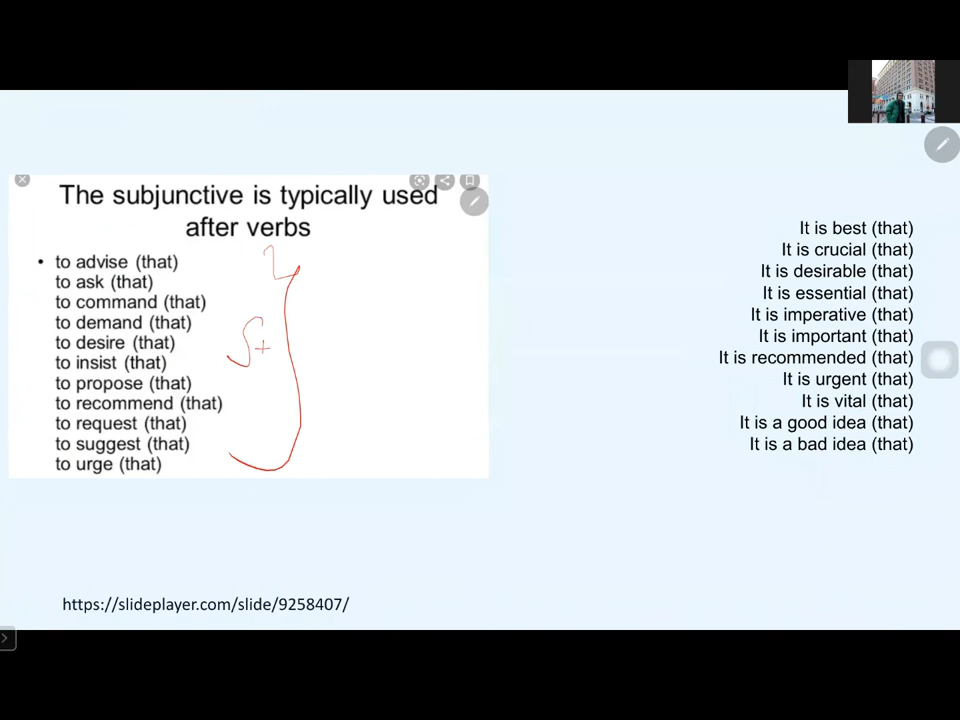 The subjunctive is typically used
after verbs
• to advise (that)
to ask (that)
to command (that)
to demand (that)
to desire (that)
to insist (that)
to propose (that)
to recommend (that)
to request (that)
to suggest (that)
to urge (that)
S+
It is best (that)
It is crucial (that)
It is desirable (that)
It is essential (that)
It is imperative (that)
It is important (that)
It is recommended (that)
It is urgent (that)
It is vital (that)
It is a good idea (that)
It is a bad idea (that)
https://slideplayer.com/slide/9258407/